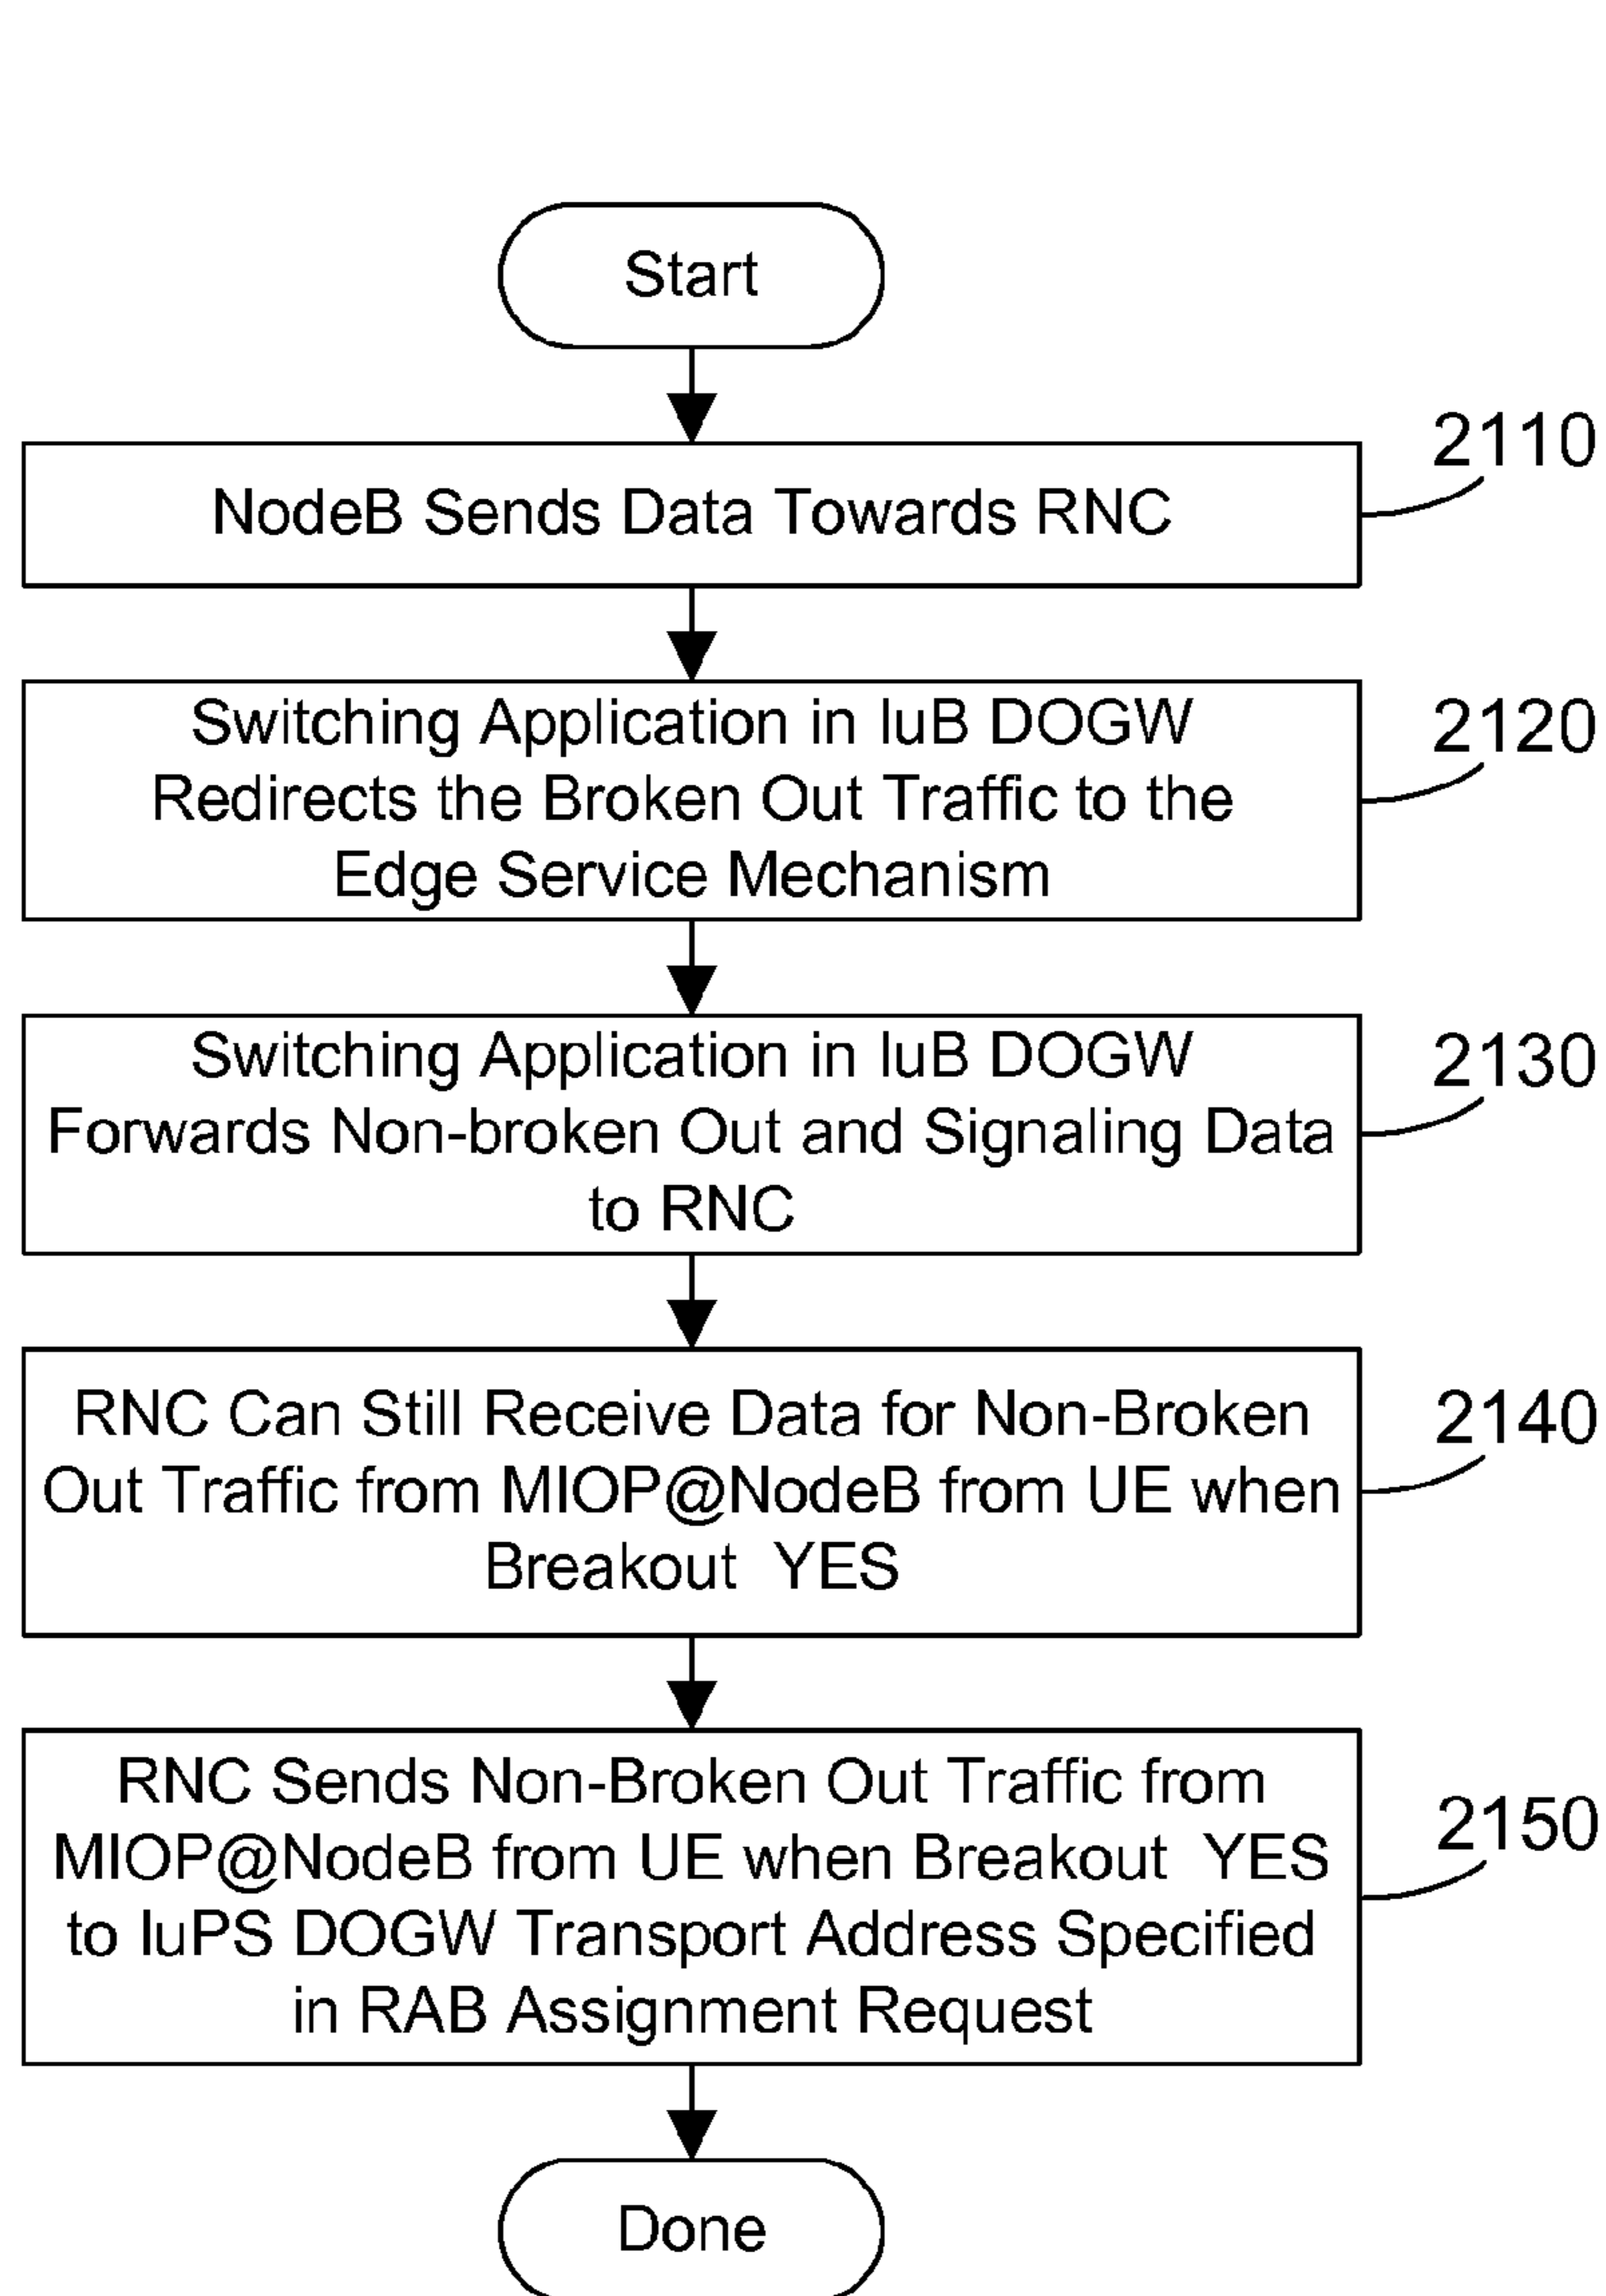 Start
2110
NodeB Sends Data Towards RNC
2120
Switching Application in IuB DOGW
Redirects the Broken Out Traffic to the
Edge Service Mechanism
2130
Switching Application in IuB DOGW
Forwards Non-broken Out and Signaling Data
to RNC
2140
RNC Can Still Receive Data for Non-Broken
Out Traffic from MIOP@NodeB from UE when
Breakout YES
2150
RNC Sends Non-Broken Out Traffic from
MIOP@NodeB from UE when Breakout YES
to IuPS DOGW Transport Address Specified
in RAB Assignment Request
Done